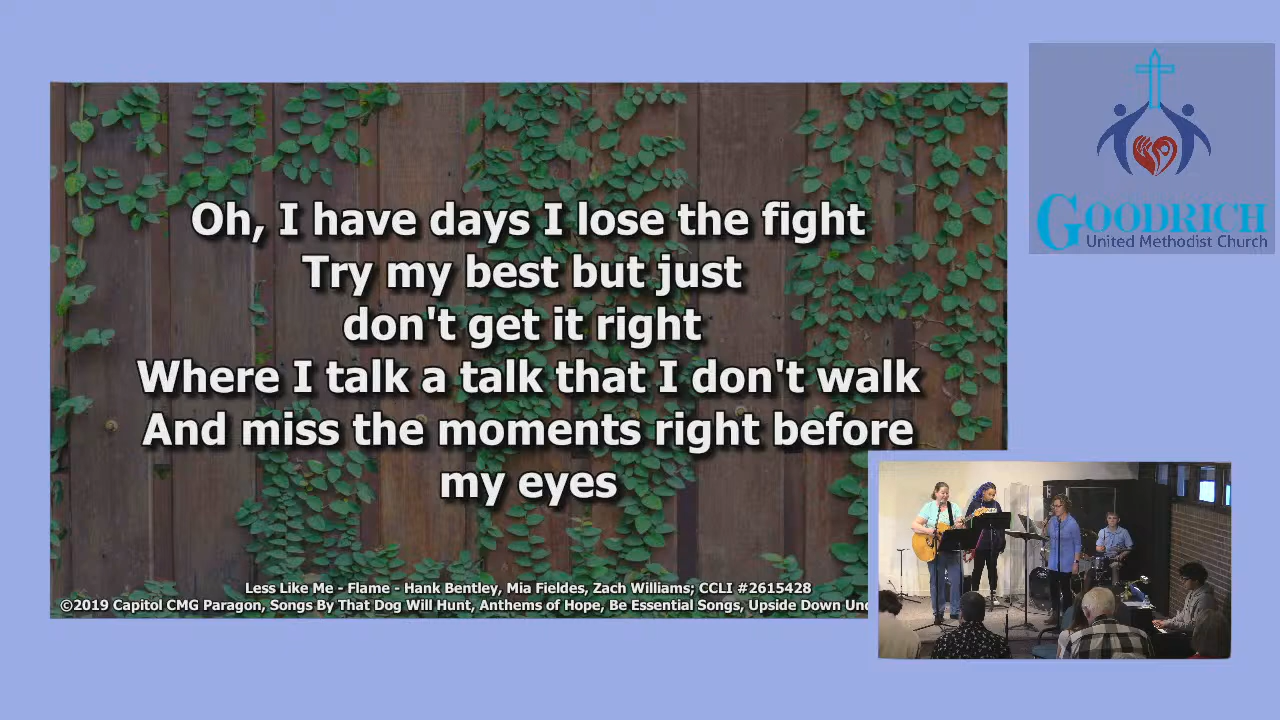 Oh, I have days I lose the fight
Try my best but just
don't get it right
Where I talk a talk that I don't walk
And miss the moments right before
my eyes
Less Like Me - Flame - Hank Bentley, Mia Fieldes, Zach Williams; CCLI #2615428
©2019 Capitol CMG Paragon, Songs By That Dog Will Hunt, Anthems of Hope, Be Essential Songs, Upside Down
GOODRICH
United Methodist Church